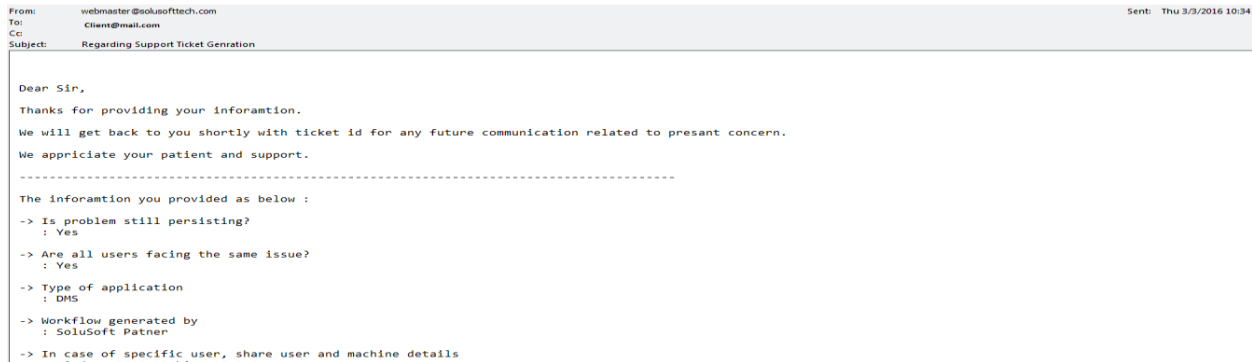 From: webmaster@solusofttech.com Sent: Thu 3/3/2016 10:34
To: Client@mail.com
Cc:
Subject: Regarding Support Ticket Genration
Dear Sir,
Thanks for providing your inforamtion.
We will get back to you shortly with ticket id for any future communication related to presant concern.
We appriciate your patient and support.
----------------------------------------------------------------------------------------
The inforamtion you provided as below :
-> Is problem still persisting?
: Yes
-> Are all users facing the same issue?
: Yes
-> Type of application
: DMS
-> Workflow generated by
: SoluSoft Patner
-> In case of specific user, share user and machine details